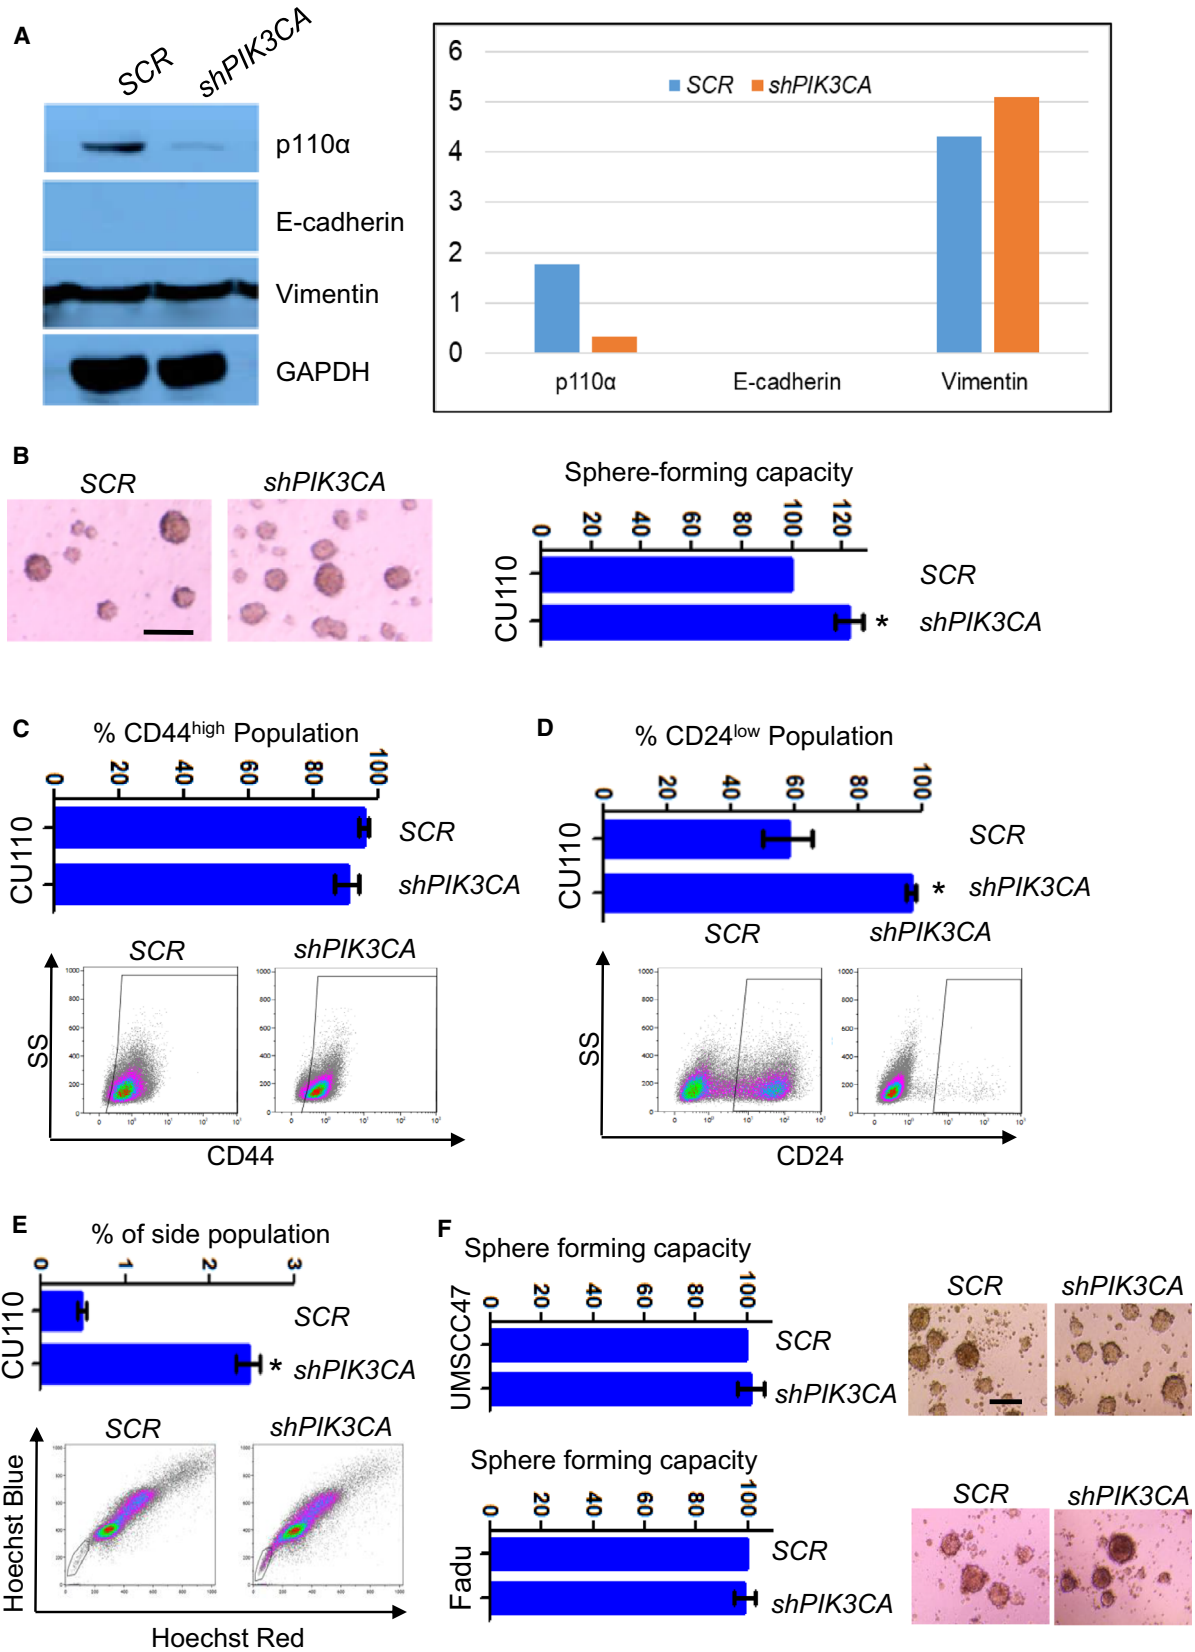 A
SCR
shPIK3CA
p110α
E-cadherin
Vimentin
GAPDH
6
5
4
3
2
1
0
SCR
shPIK3CA
p110α
E-cadherin
Vimentin
B
SCR
shPIK3CA
Sphere-forming capacity
0 20 40 60 80 100 120
CU110
SCR
* shPIK3CA
C
% CD44high Population
0 20 40 60 80 100
CU110
SCR
shPIK3CA
SCR
shPIK3CA
SS
CD44
D
% CD24low Population
0 20 40 60 80 100
CU110
SCR
* shPIK3CA
SCR
shPIK3CA
SS
CD24
E
% of side population
0 1 2 3
CU110
SCR
* shPIK3CA
SCR
shPIK3CA
Hoechst Blue
Hoechst Red
F
Sphere forming capacity
0 20 40 60 80 100
UMSCC47
SCR
shPIK3CA
SCR
shPIK3CA
Sphere forming capacity
0 20 40 60 80 100
Fadu
SCR
shPIK3CA
SCR
shPIK3CA